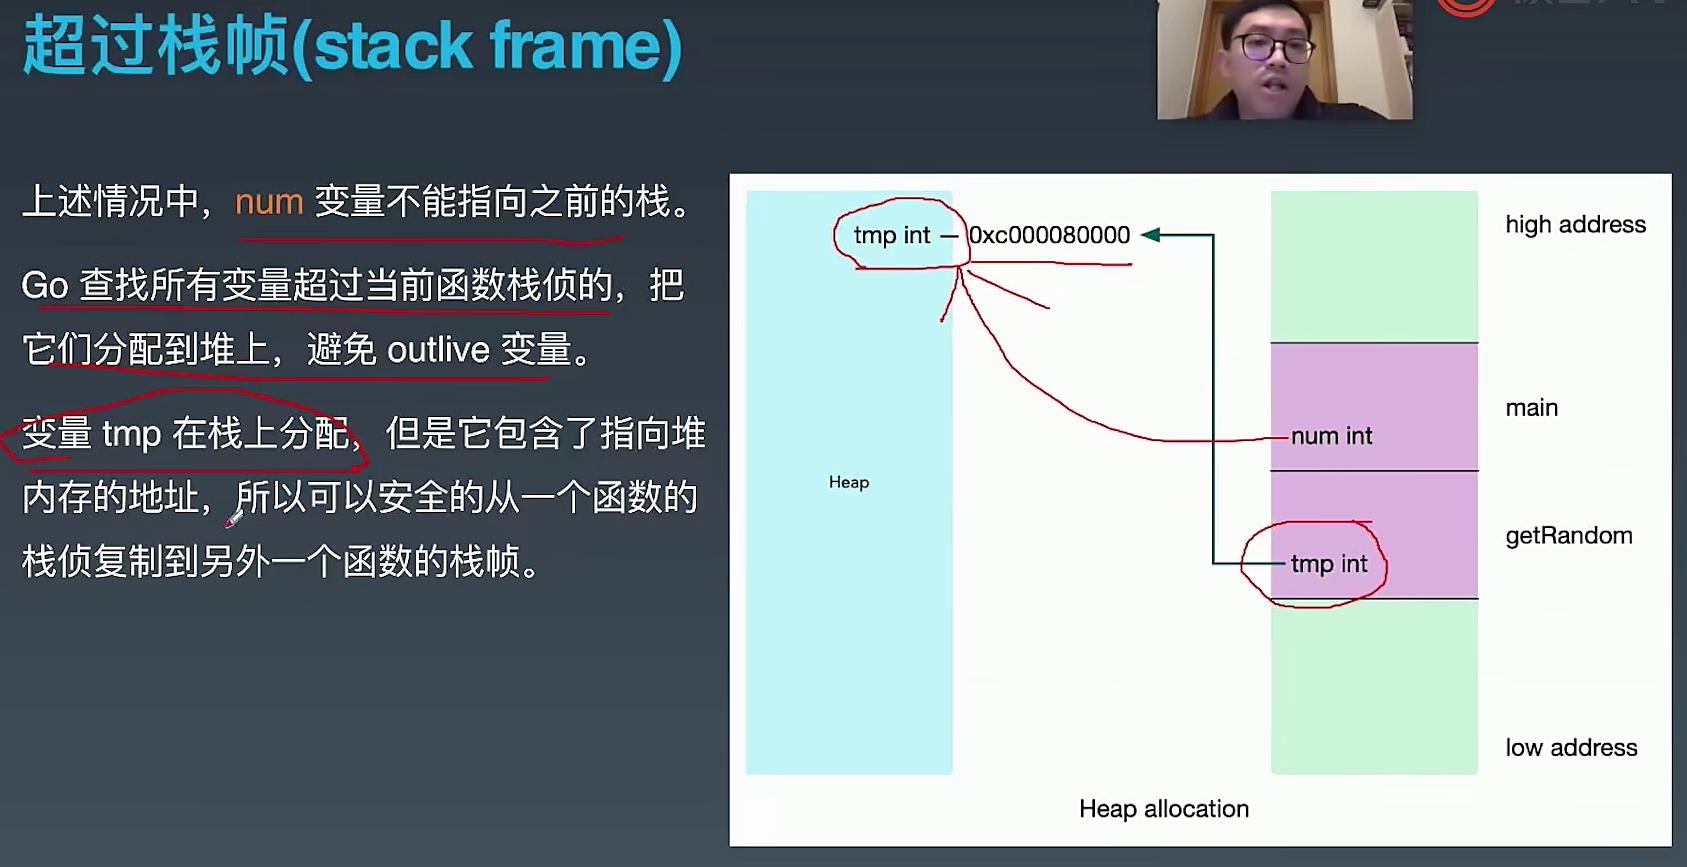 超过栈帧(stack frame)
上述情况中，num 变量不能指向之前的栈。
Go 查找所有变量超过当前函数栈侦的，把
它们分配到堆上，避免 outlive 变量。
变量 tmp 在栈上分配，但是它包含了指向堆
内存的地址，所以可以安全的从一个函数的
栈侦复制到另外一个函数的栈帧。
tmp int
0xc000080000
Heap
high address
main
num int
getRandom
tmp int
low address
Heap allocation